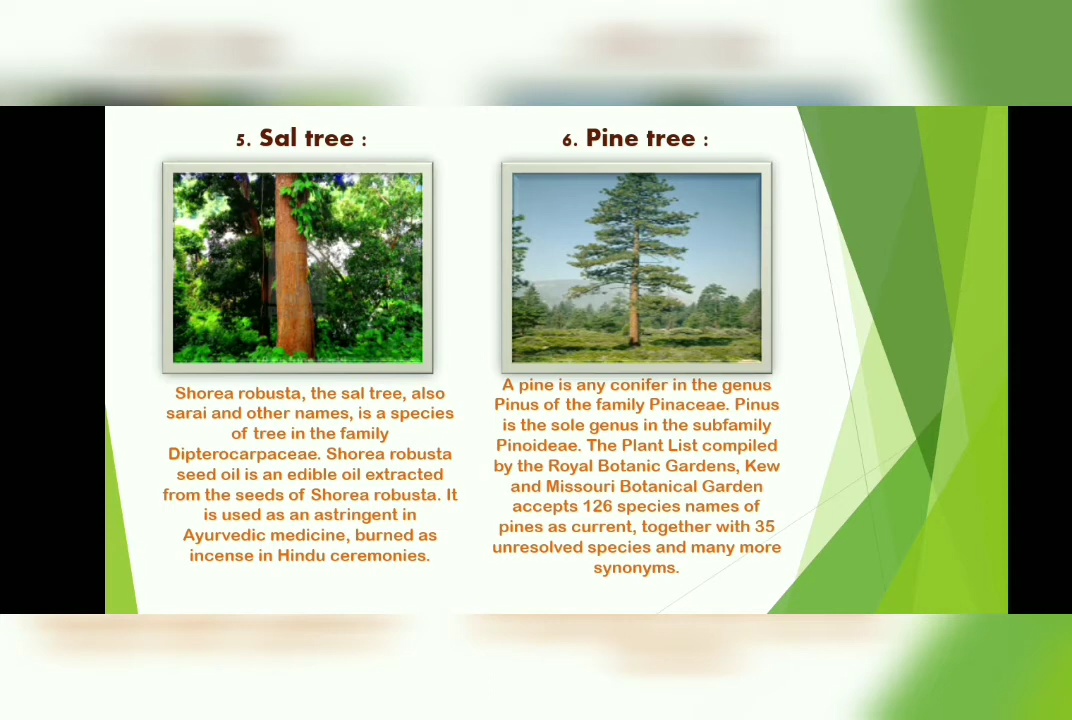 5. Sal tree :
Shorea robusta, the sal tree, also
sarai and other names, is a species
of tree in the family
Dipterocarpaceae. Shorea robusta
seed oil is an edible oil extracted
from the seeds of Shorea robusta. It
is used as an astringent in
Ayurvedic medicine, burned as
incense in Hindu ceremonies.
6. Pine tree :
A pine is any conifer in the genus
Pinus of the family Pinaceae. Pinus
is the sole genus in the subfamily
Pinoideae. The Plant List compiled
by the Royal Botanic Gardens, Kew
and Missouri Botanical Garden
accepts 126 species names of
pines as current, together with 35
unresolved species and many more
synonyms.